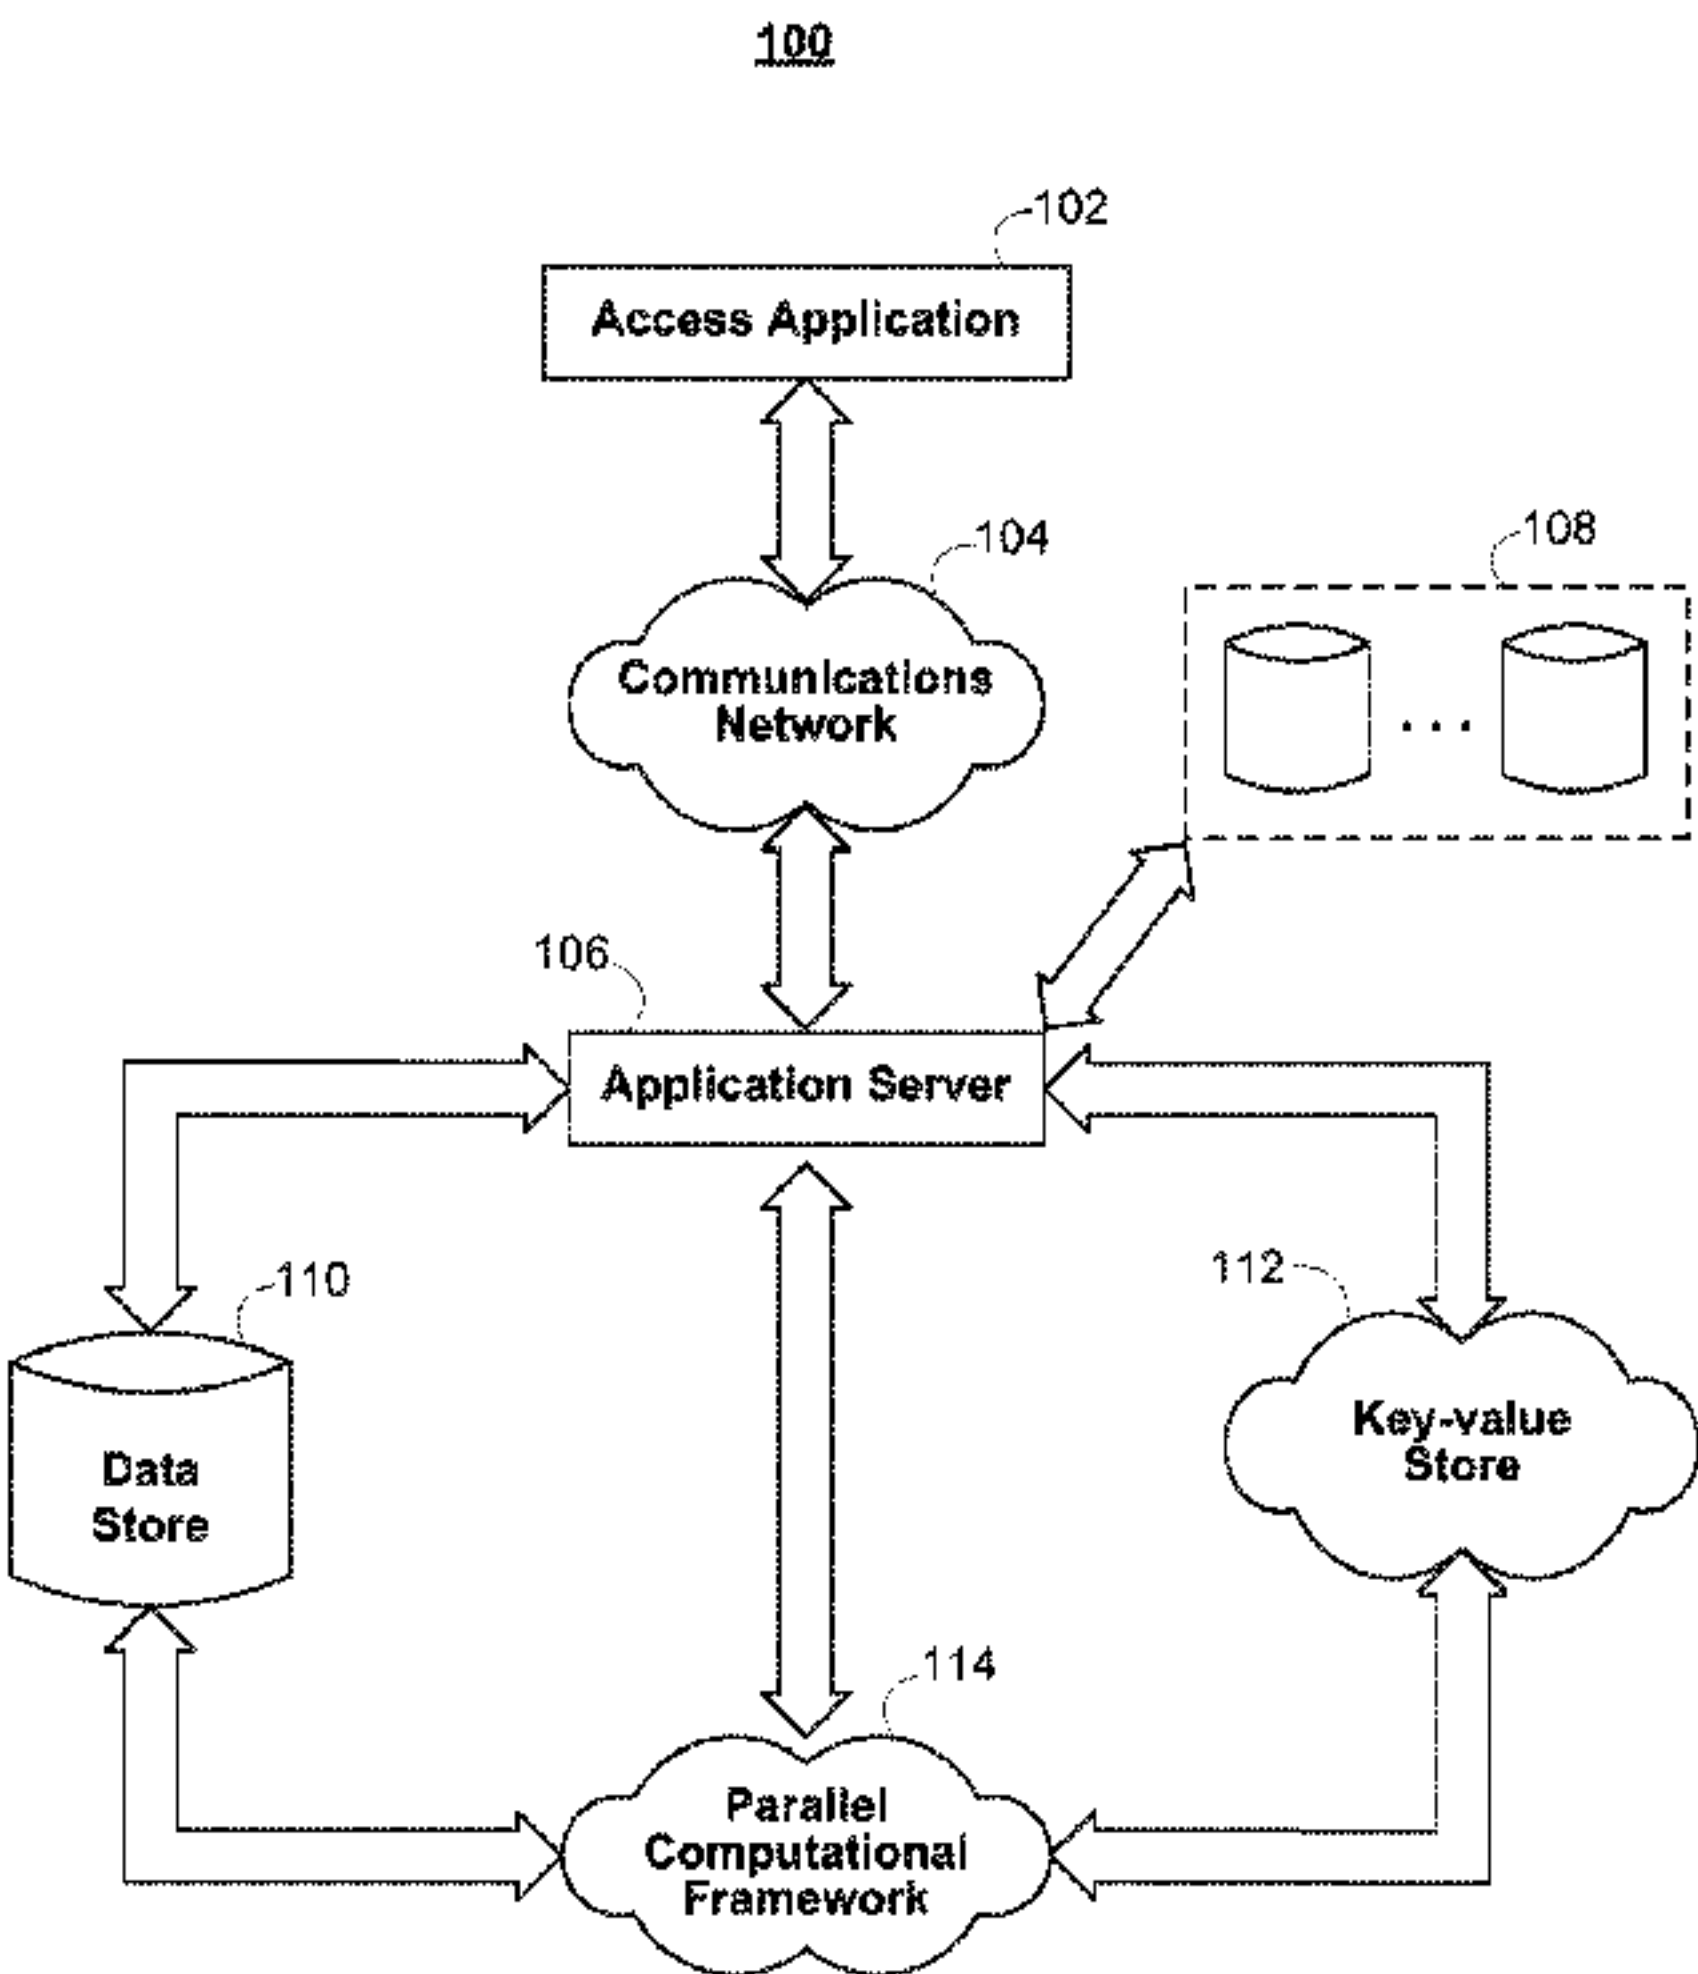 100
102
Access Application
104
108
Communications
Network
. . .
106
Application Server
110
112
Data
Store
Key-value
Store
114
Parallel
Computational
Framework